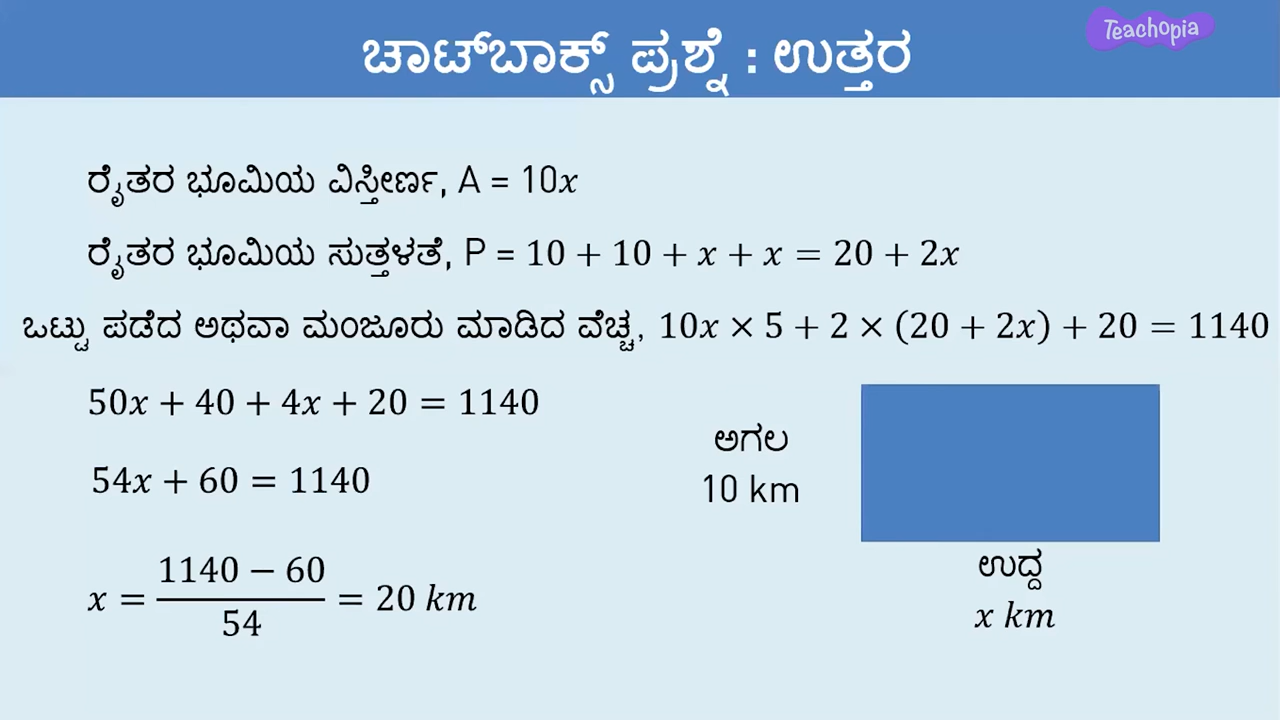 Teachopia
ಚಾಟ್‌ಬಾಕ್ಸ್ ಪ್ರಶ್ನೆ : ಉತ್ತರ
ರೈತರ ಭೂಮಿಯ ವಿಸ್ತೀರ್ಣ, A = 10x
ರೈತರ ಭೂಮಿಯ ಸುತ್ತಳತೆ, P = 10 + 10 + x + x = 20 + 2x
ಒಟ್ಟು ಪಡೆದ ಅಥವಾ ಮಂಜೂರು ಮಾಡಿದ ವೆಚ್ಚ, 10x × 5 + 2 × (20 + 2x) + 20 = 1140
50x + 40 + 4x + 20 = 1140
54x + 60 = 1140
x = \frac{1140 − 60}{54} = 20 km
ಅಗಲ
10 km
ಉದ್ದ
x km